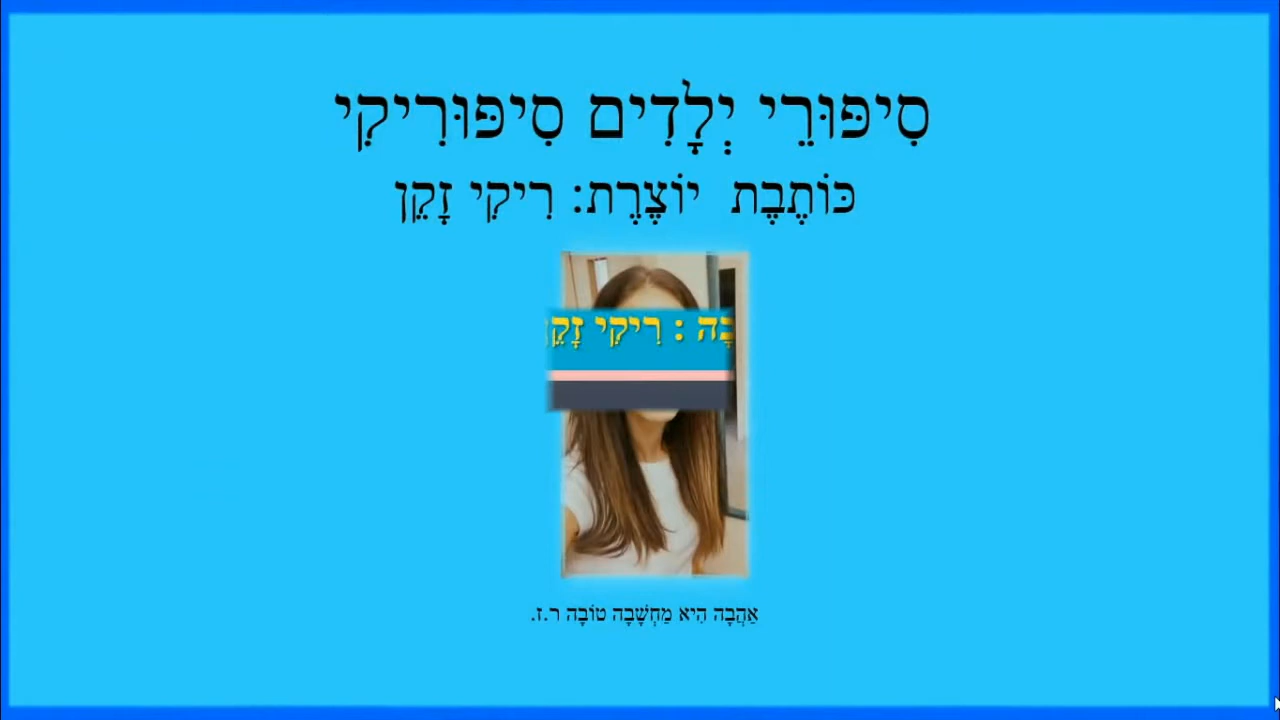 סִיפּוּרֵי יְלָדִים סִיפּוּרִיקִי
כּוֹתֶבֶת יוֹצֶרֶת: רִיקִי זָקֵן
: רִיקִי זָקֵן
אַהֲבָה הִיא מַחְשָׁבָה טוֹבָה ר.ז.